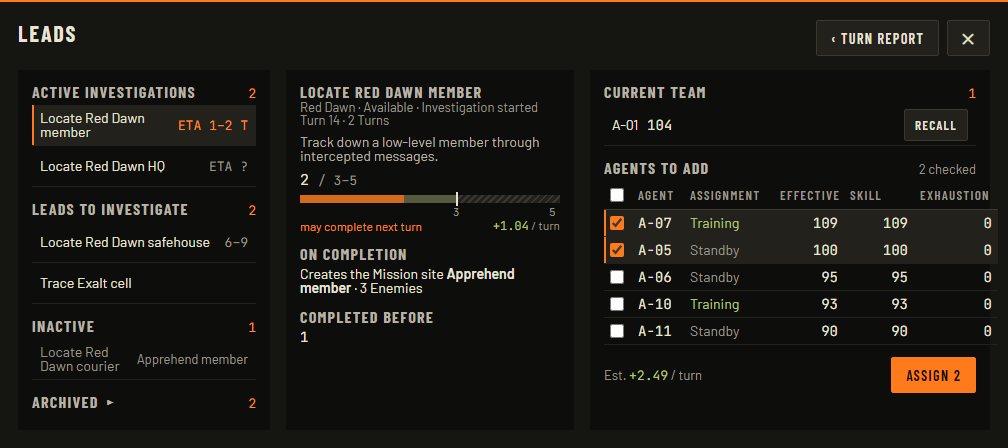 LEADS
‹ TURN REPORT
✕
ACTIVE INVESTIGATIONS 2
Locate Red Dawn
member
ETA 1–2 T
Locate Red Dawn HQ ETA ?
LEADS TO INVESTIGATE 2
Locate Red Dawn safehouse 6–9
Trace Exalt cell
INACTIVE 1
Locate Red
Dawn courier
Apprehend member
ARCHIVED ▸ 2
LOCATE RED DAWN MEMBER
Red Dawn · Available · Investigation started
Turn 14 · 2 Turns
Track down a low-level member through
intercepted messages.
2 / 3–5
3 5
may complete next turn +1.04 / turn
ON COMPLETION
Creates the Mission site Apprehend
member · 3 Enemies
COMPLETED BEFORE
1
CURRENT TEAM 1
A-01 104 RECALL
AGENTS TO ADD 2 checked
AGENT ASSIGNMENT EFFECTIVE SKILL EXHAUSTION
A-07 Training 109 109 0
A-05 Standby 100 100 0
A-06 Standby 95 95 0
A-10 Training 93 93 0
A-11 Standby 90 90 0
Est. +2.49 / turn ASSIGN 2